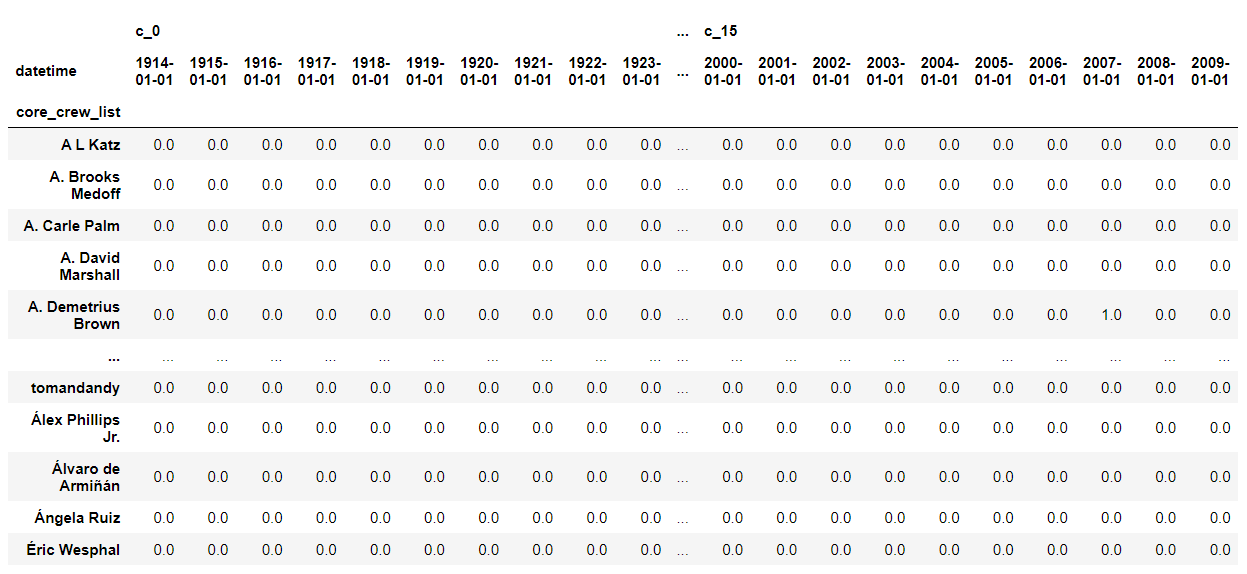 c_0 ... c_15
datetime 1914-01-01 1915-01-01 1916-01-01 1917-01-01 1918-01-01 1919-01-01 1920-01-01 1921-01-01 1922-01-01 1923-01-01 ... 2000-01-01 2001-01-01 2002-01-01 2003-01-01 2004-01-01 2005-01-01 2006-01-01 2007-01-01 2008-01-01 2009-01-01
core_crew_list
A L Katz 0.0 0.0 0.0 0.0 0.0 0.0 0.0 0.0 0.0 0.0 ... 0.0 0.0 0.0 0.0 0.0 0.0 0.0 0.0 0.0 0.0
A. Brooks Medoff 0.0 0.0 0.0 0.0 0.0 0.0 0.0 0.0 0.0 0.0 ... 0.0 0.0 0.0 0.0 0.0 0.0 0.0 0.0 0.0 0.0
A. Carle Palm 0.0 0.0 0.0 0.0 0.0 0.0 0.0 0.0 0.0 0.0 ... 0.0 0.0 0.0 0.0 0.0 0.0 0.0 0.0 0.0 0.0
A. David Marshall 0.0 0.0 0.0 0.0 0.0 0.0 0.0 0.0 0.0 0.0 ... 0.0 0.0 0.0 0.0 0.0 0.0 0.0 0.0 0.0 0.0
A. Demetrius Brown 0.0 0.0 0.0 0.0 0.0 0.0 0.0 0.0 0.0 0.0 ... 0.0 0.0 0.0 0.0 0.0 0.0 0.0 1.0 0.0 0.0
... ... ... ... ... ... ... ... ... ... ... ... ... ... ... ... ... ... ... ... ... ...
tomandandy 0.0 0.0 0.0 0.0 0.0 0.0 0.0 0.0 0.0 0.0 ... 0.0 0.0 0.0 0.0 0.0 0.0 0.0 0.0 0.0 0.0
Álex Phillips Jr. 0.0 0.0 0.0 0.0 0.0 0.0 0.0 0.0 0.0 0.0 ... 0.0 0.0 0.0 0.0 0.0 0.0 0.0 0.0 0.0 0.0
Álvaro de Armiñán 0.0 0.0 0.0 0.0 0.0 0.0 0.0 0.0 0.0 0.0 ... 0.0 0.0 0.0 0.0 0.0 0.0 0.0 0.0 0.0 0.0
Ángela Ruiz 0.0 0.0 0.0 0.0 0.0 0.0 0.0 0.0 0.0 0.0 ... 0.0 0.0 0.0 0.0 0.0 0.0 0.0 0.0 0.0 0.0
Éric Wesphal 0.0 0.0 0.0 0.0 0.0 0.0 0.0 0.0 0.0 0.0 ... 0.0 0.0 0.0 0.0 0.0 0.0 0.0 0.0 0.0 0.0